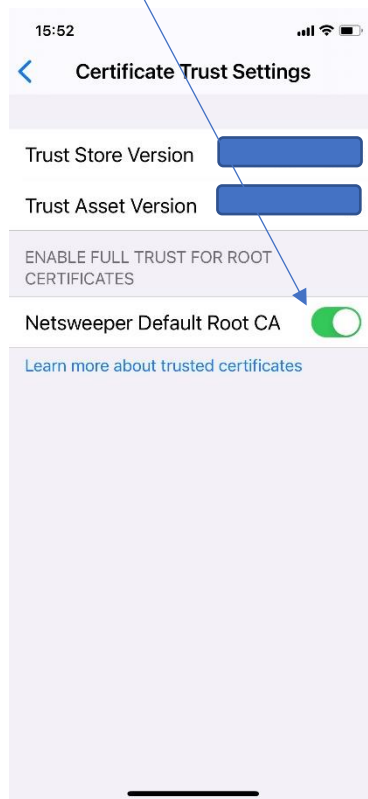 15:52
Certificate Trust Settings
Trust Store Version
Trust Asset Version
ENABLE FULL TRUST FOR ROOT
CERTIFICATES
Netsweeper Default Root CA
Learn more about trusted certificates